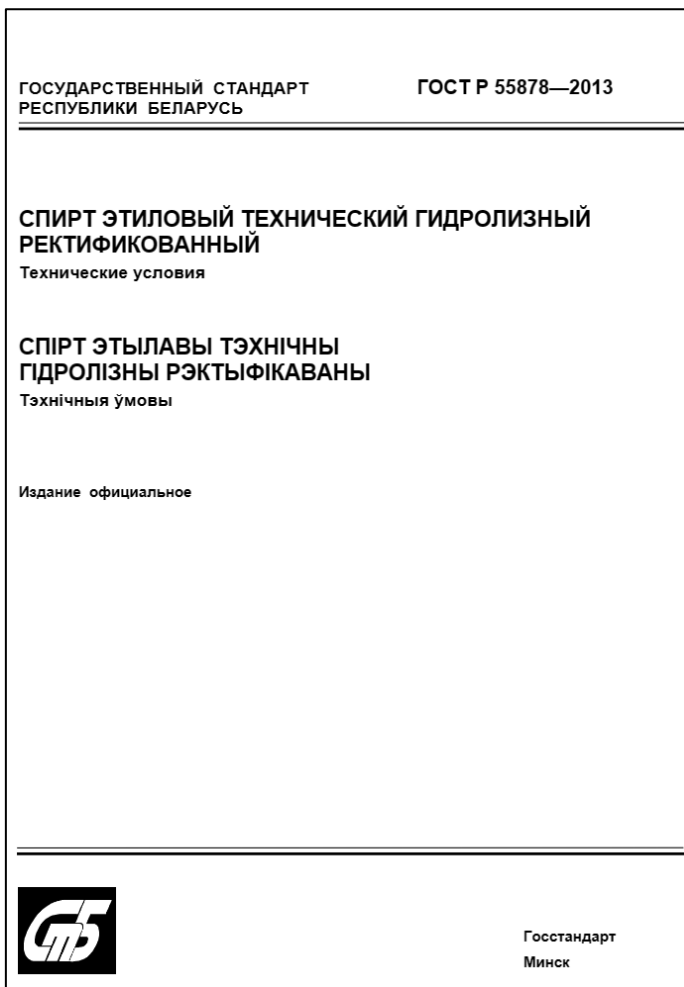 ГОСУДАРСТВЕННЫЙ СТАНДАРТ
РЕСПУБЛИКИ БЕЛАРУСЬ
ГОСТ Р 55878—2013
СПИРТ ЭТИЛОВЫЙ ТЕХНИЧЕСКИЙ ГИДРОЛИЗНЫЙ
РЕКТИФИКОВАННЫЙ
Технические условия
СПІРТ ЭТЫЛАВЫ ТЭХНІЧНЫ
ГІДРОЛІЗНЫ РЭКТЫФІКАВАНЫ
Тэхнічныя ўмовы
Издание официальное
СТБ
Госстандарт
Минск